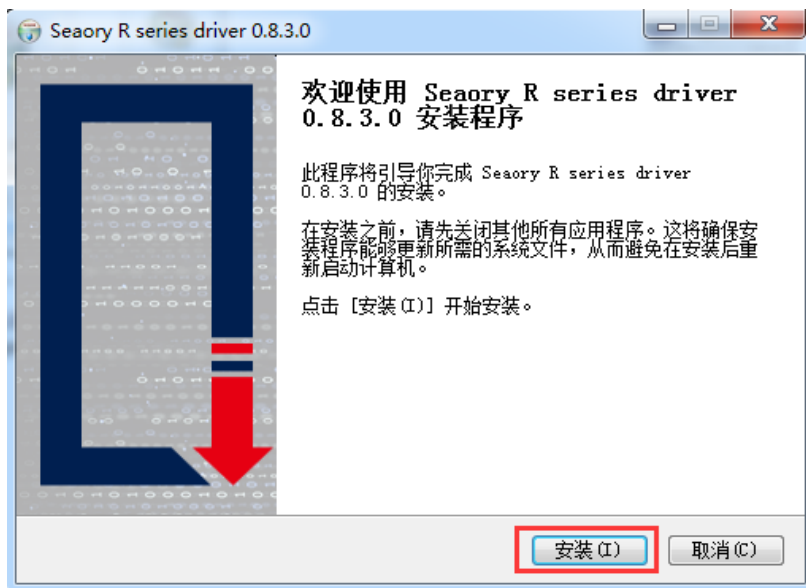 Seaory R series driver 0.8.3.0
欢迎使用 Seaory R series driver
0.8.3.0 安装程序
此程序将引导你完成 Seaory R series driver
0.8.3.0 的安装。
在安装之前，请先关闭其他所有应用程序。这将确保安
装程序能够更新所需的系统文件，从而避免在安装后重
新启动计算机。
点击 [安装(I)] 开始安装。
安装(I)
取消(C)